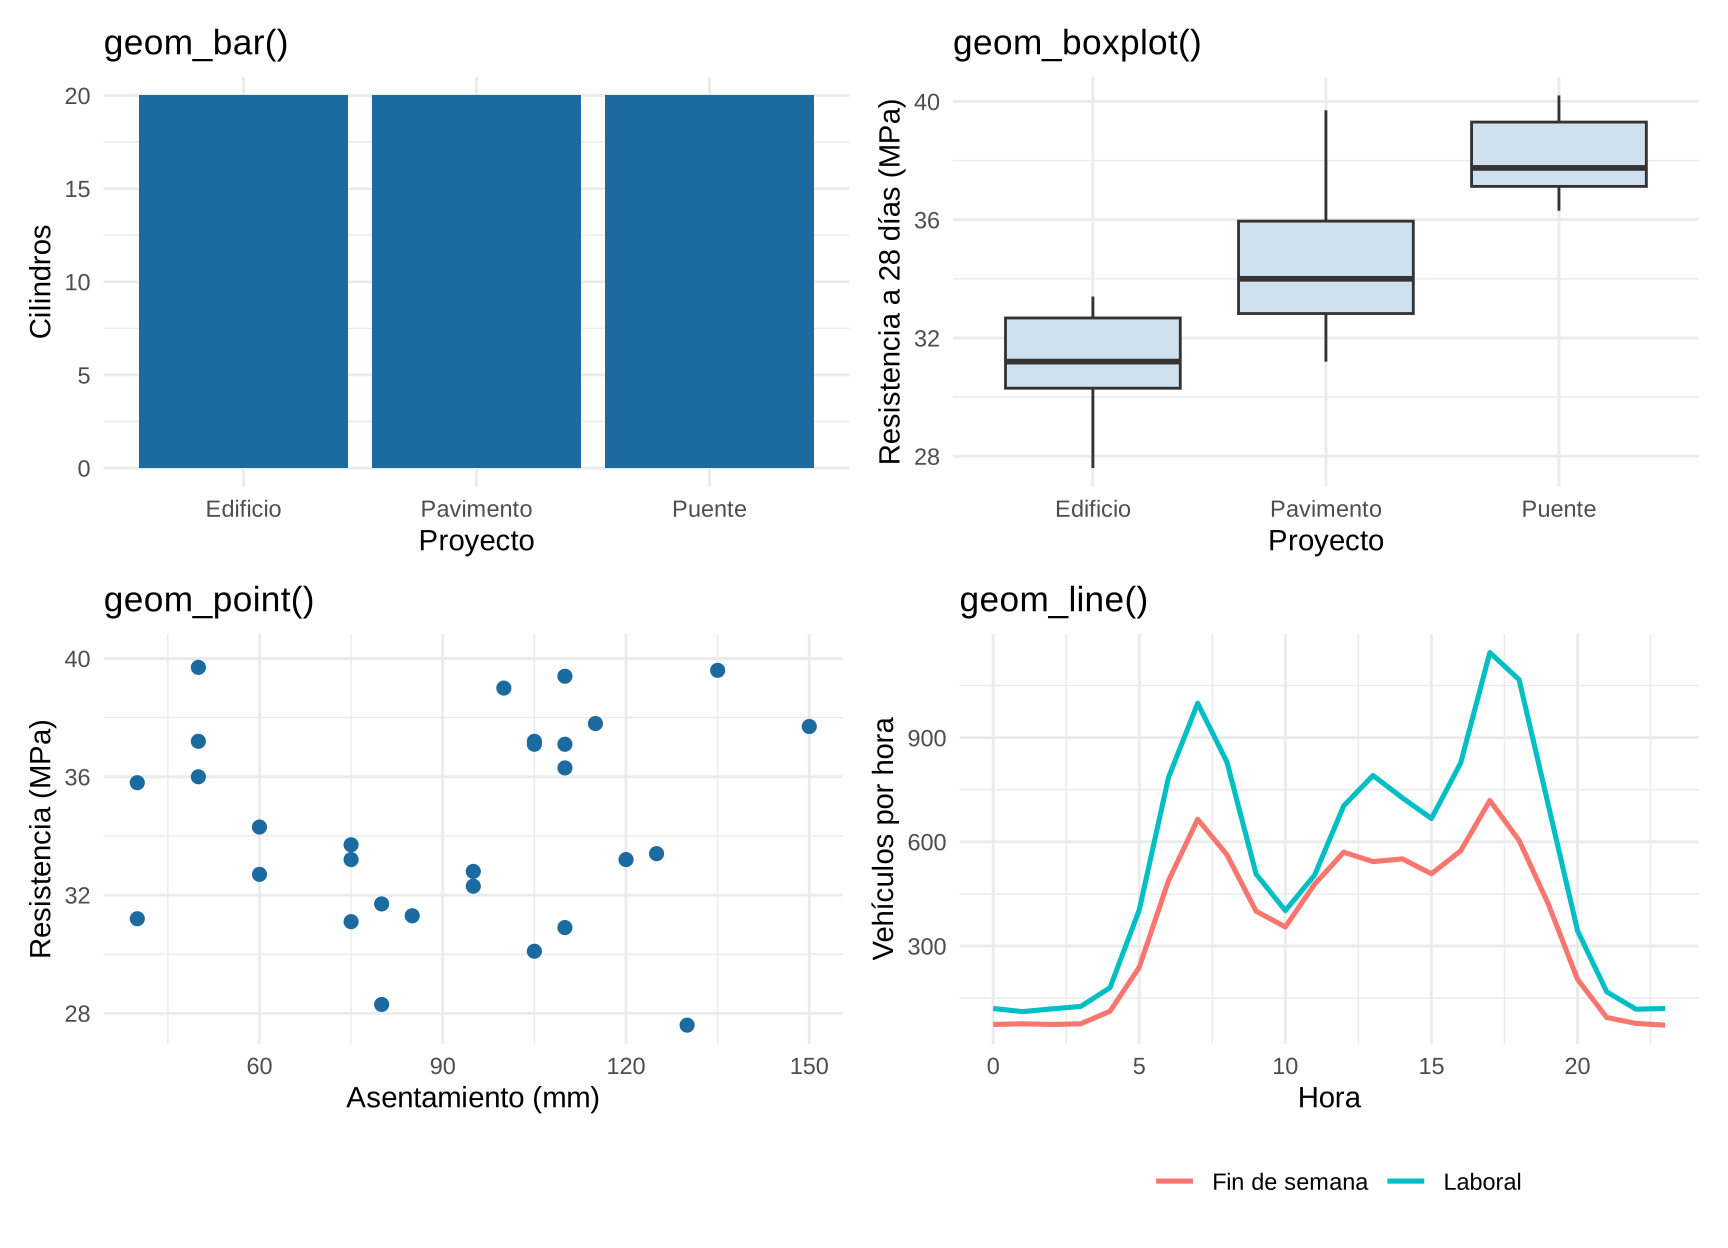 geom_bar()
Cilindros
20
15
10
5
0
Edificio Pavimento Puente
Proyecto
geom_boxplot()
Resistencia a 28 días (MPa)
40
36
32
28
Edificio Pavimento Puente
Proyecto
geom_point()
Resistencia (MPa)
40
36
32
28
60 90 120 150
Asentamiento (mm)
geom_line()
Vehículos por hora
900
600
300
0 5 10 15 20
Hora
Fin de semana Laboral